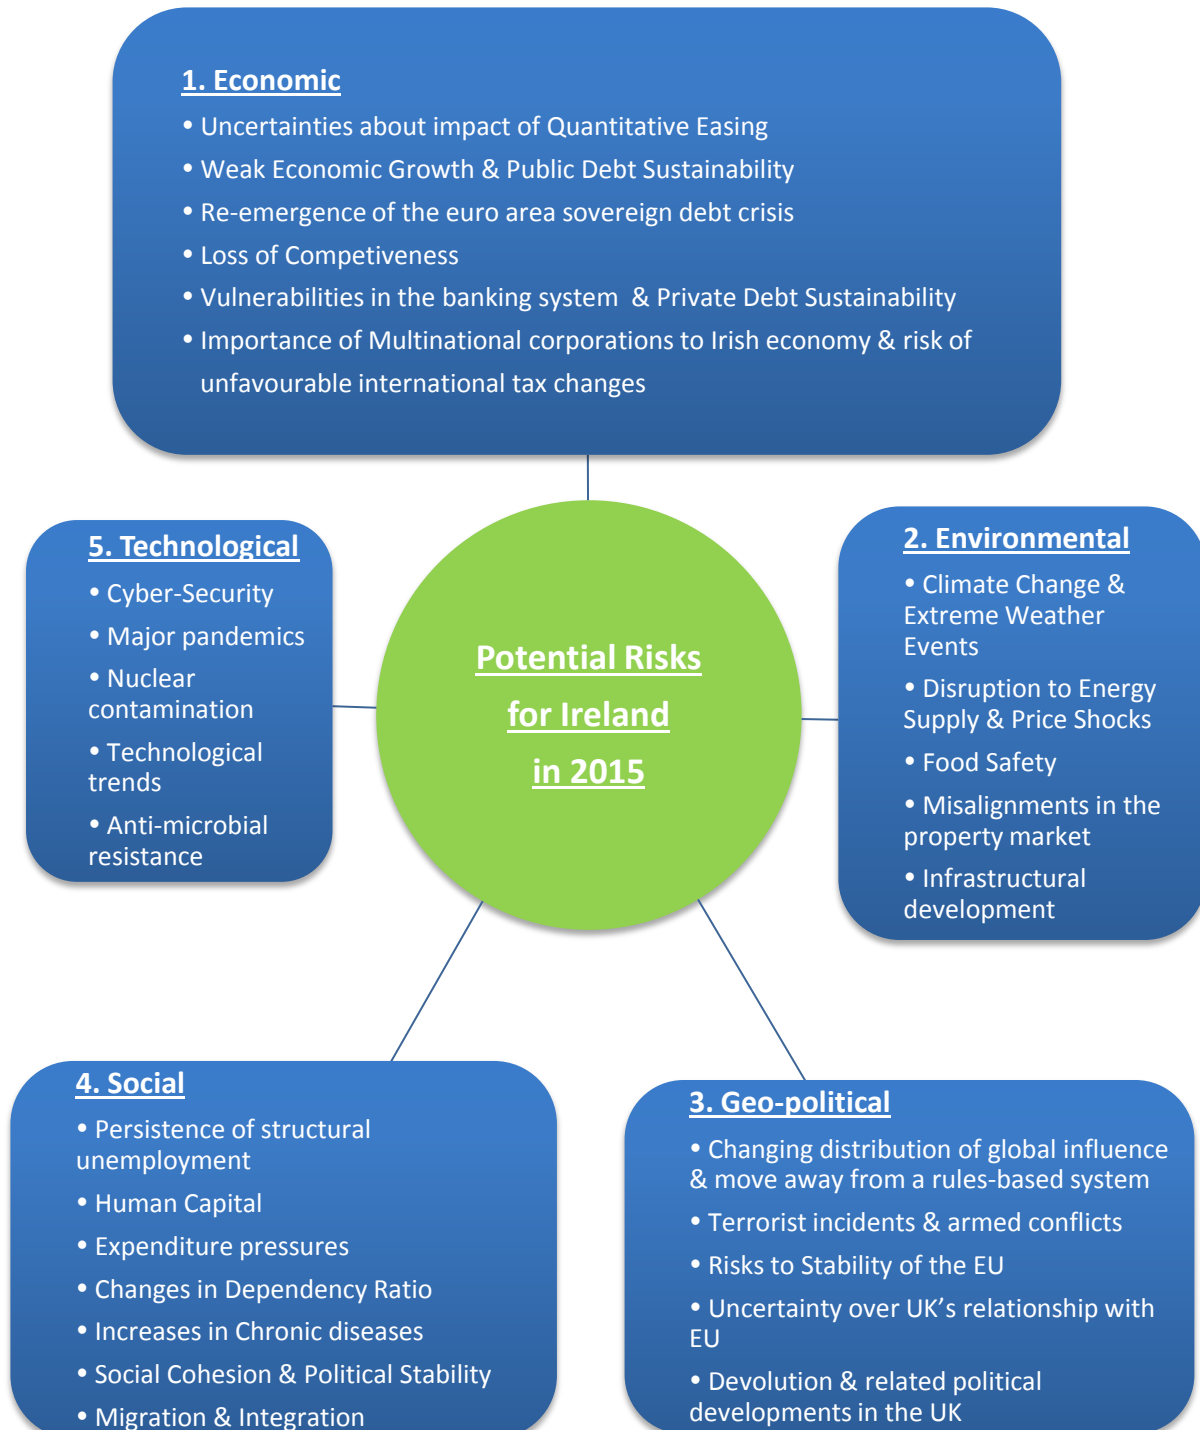 1. Economic
• Uncertainties about impact of Quantitative Easing
• Weak Economic Growth & Public Debt Sustainability
• Re-emergence of the euro area sovereign debt crisis
• Loss of Competiveness
• Vulnerabilities in the banking system & Private Debt Sustainability
• Importance of Multinational corporations to Irish economy & risk of
unfavourable international tax changes
Potential Risks
for Ireland
in 2015
2. Environmental
• Climate Change &
Extreme Weather
Events
• Disruption to Energy
Supply & Price Shocks
• Food Safety
• Misalignments in the
property market
• Infrastructural
development
3. Geo-political
• Changing distribution of global influence
& move away from a rules-based system
• Terrorist incidents & armed conflicts
• Risks to Stability of the EU
• Uncertainty over UK’s relationship with
EU
• Devolution & related political
developments in the UK
4. Social
• Persistence of structural
unemployment
• Human Capital
• Expenditure pressures
• Changes in Dependency Ratio
• Increases in Chronic diseases
• Social Cohesion & Political Stability
• Migration & Integration
5. Technological
• Cyber-Security
• Major pandemics
• Nuclear
contamination
• Technological
trends
• Anti-microbial
resistance